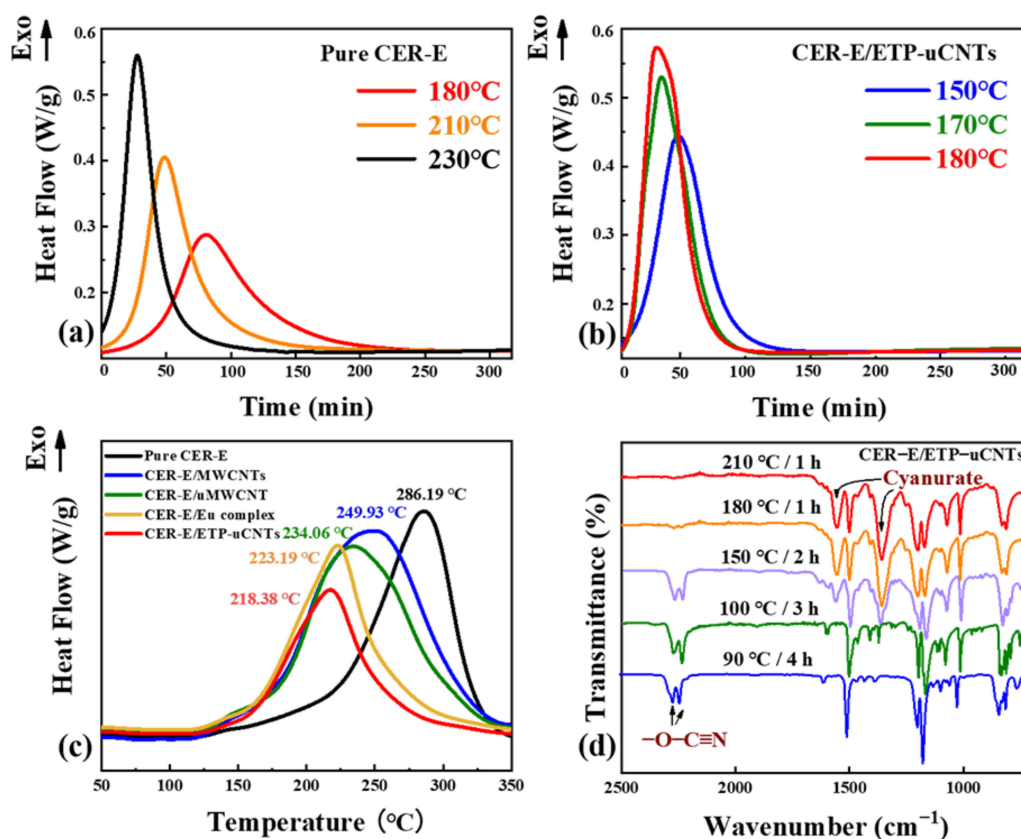 Exo
Heat Flow (W/g)
0.6
0.5
0.4
0.3
0.2
Pure CER-E
180°C
210°C
230°C
(a)
0 50 100 150 200 250 300
Time (min)
Exo
Heat Flow (W/g)
0.6
0.5
0.4
0.3
0.2
CER-E/ETP-uCNTs
150°C
170°C
180°C
(b)
0 50 100 150 200 250 300
Time (min)
Exo
Heat Flow (W/g)
Pure CER-E
CER-E/MWCNTs
CER-E/uMWCNT
CER-E/Eu complex
CER-E/ETP-uCNTs
286.19 °C
249.93 °C
234.06 °C
223.19 °C
218.38 °C
(c)
50 100 150 200 250 300 350
Temperature (°C)
Transmittance (%)
210 °C / 1 h
CER−E/ETP−uCNTs
Cyanurate
180 °C / 1 h
150 °C / 2 h
100 °C / 3 h
90 °C / 4 h
−O−C≡N
(d)
2500 2000 1500 1000
Wavenumber (cm−1)